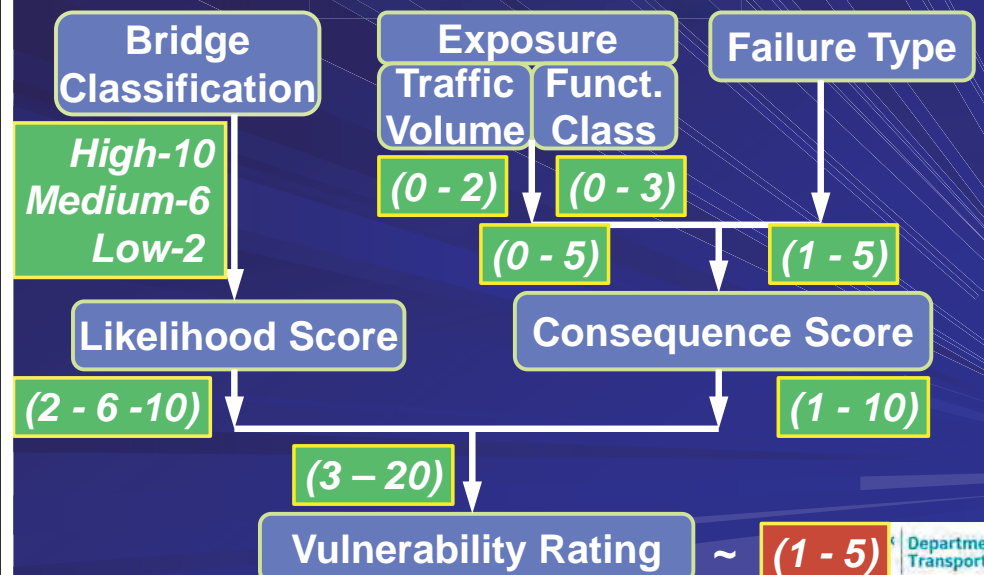 Bridge
Classification
Exposure
Traffic
Volume
Funct.
Class
Failure Type
High-10
Medium-6
Low-2
(0 - 2)
(0 - 3)
(0 - 5)
(1 - 5)
Likelihood Score
Consequence Score
(2 - 6 -10)
(1 - 10)
(3 – 20)
Vulnerability Rating
~
(1 - 5)